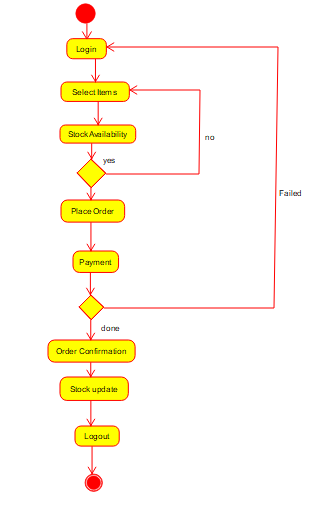 Login
Select Items
Stock Availability
no
yes
Failed
Place Order
Payment
done
Order Confirmation
Stock update
Logout